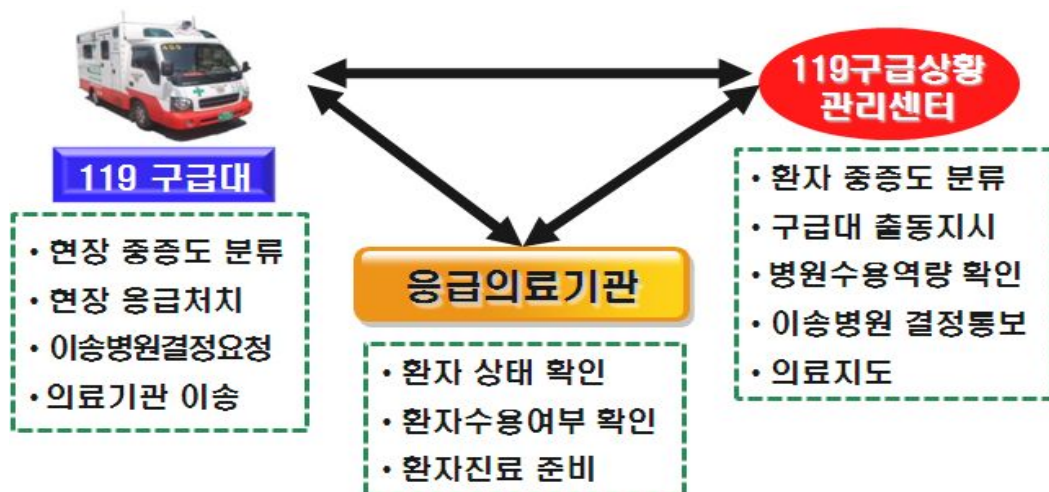 119 구급대
• 현장 중증도 분류
• 현장 응급처치
• 이송병원결정요청
• 의료기관 이송
응급의료기관
• 환자 상태 확인
• 환자수용여부 확인
• 환자진료 준비
119구급상황
관리센터
• 환자 중증도 분류
• 구급대 출동지시
• 병원수용역량 확인
• 이송병원 결정통보
• 의료지도